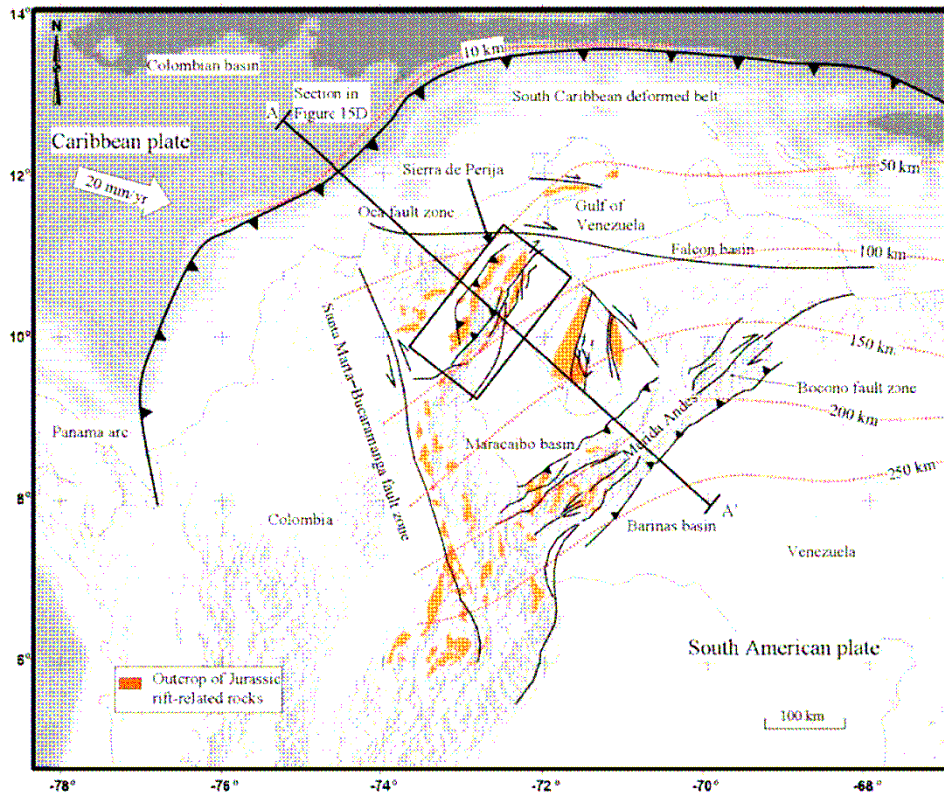 14°
N
10 km
Colombian basin
Section in
A Figure 15D
South Caribbean deformed belt
Caribbean plate
50 km
12°
Sierra de Perija
20 mm/yr
Gulf of
Venezuela
Oca fault zone
Falcon basin
100 km
Santa Marta-Bucaramanga fault zone
10°
150 km
Bocono fault zone
200 km
Panama arc
Merida Andes
Maracaibo basin
250 km
8°
A'
Colombia
Barinas basin
Venezuela
6°
South American plate
Outcrop of Jurassic
rift-related rocks
100 km
-78°
-76°
-74°
-72°
-70°
-68°
-67